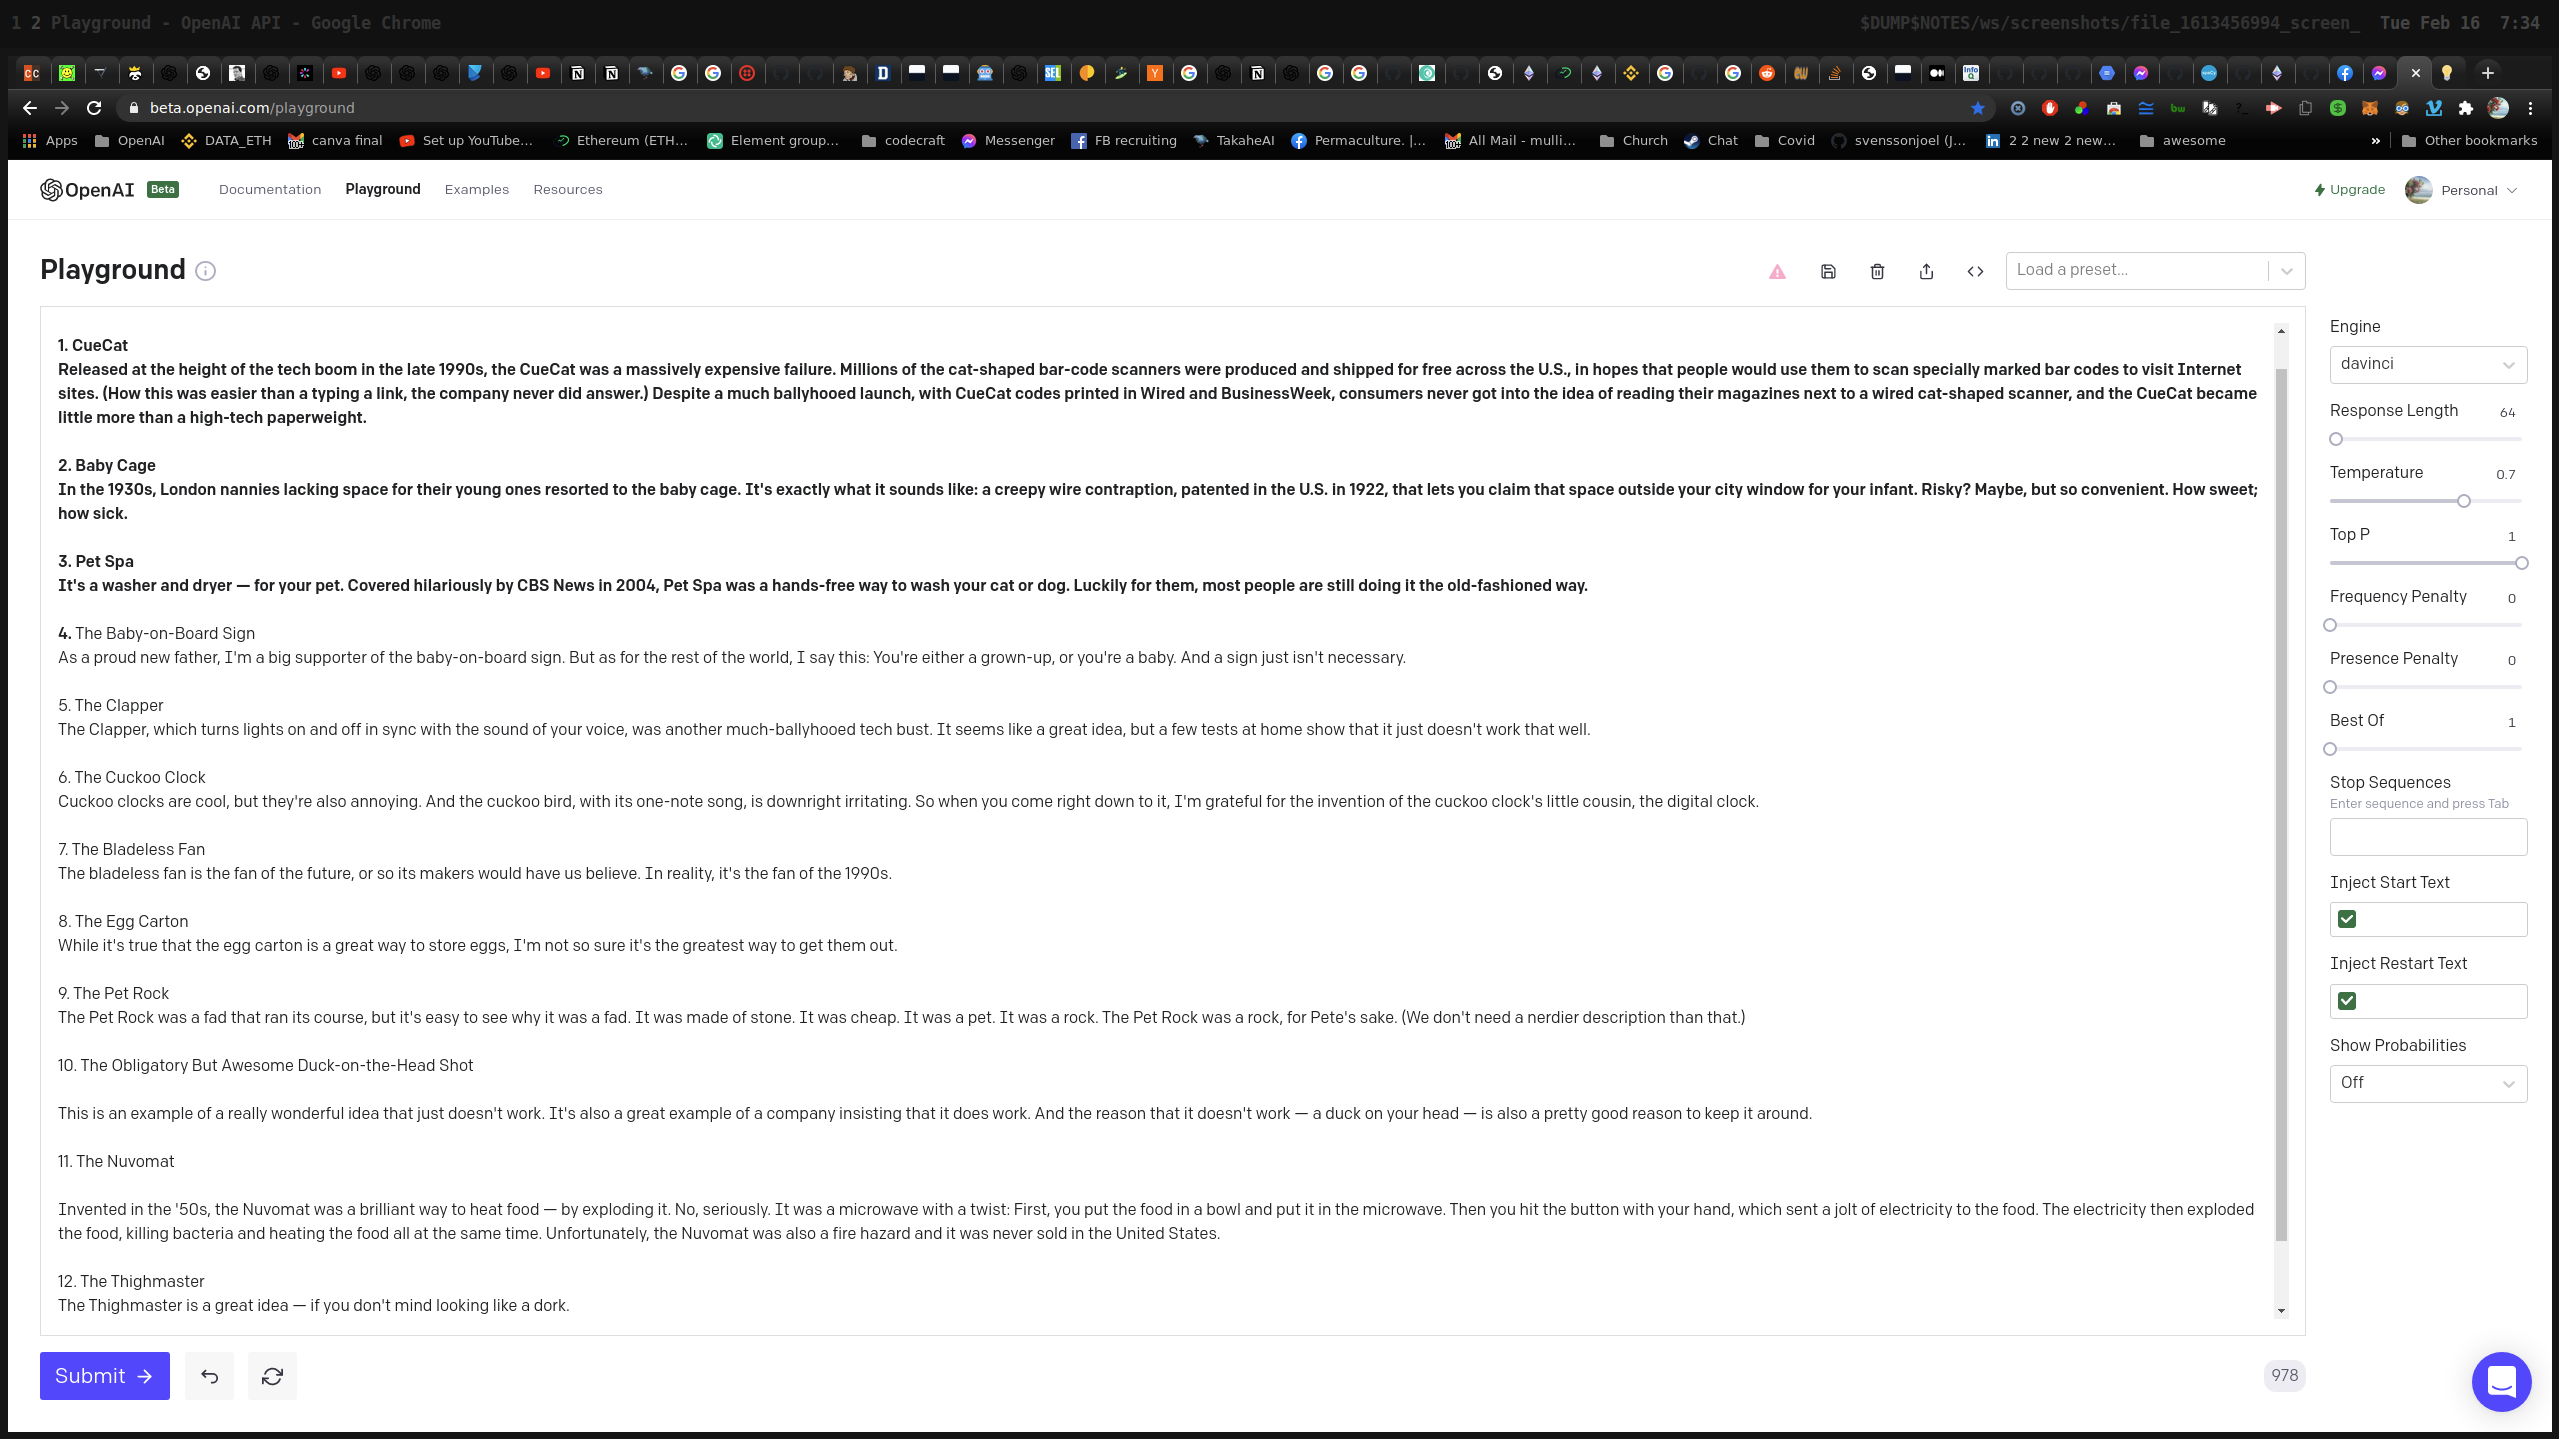 1 2 Playground - OpenAI API - Google Chrome
$DUMP$NOTES/ws/screenshots/file_1613456994_screen_ Tue Feb 16 7:34
beta.openai.com/playground
Apps OpenAI DATA_ETH canva final Set up YouTube... Ethereum (ETH... Element group... codecraft Messenger FB recruiting TakaheAI Permaculture. |... All Mail - mulli... Church Chat Covid svenssonjoel (J... 2 2 new 2 new... awesome » Other bookmarks
OpenAI Beta Documentation Playground Examples Resources Upgrade Personal
Playground
Load a preset...
1. CueCat
Released at the height of the tech boom in the late 1990s, the CueCat was a massively expensive failure. Millions of the cat-shaped bar-code scanners were produced and shipped for free across the U.S., in hopes that people would use them to scan specially marked bar codes to visit Internet
sites. (How this was easier than a typing a link, the company never did answer.) Despite a much ballyhooed launch, with CueCat codes printed in Wired and BusinessWeek, consumers never got into the idea of reading their magazines next to a wired cat-shaped scanner, and the CueCat became
little more than a high-tech paperweight.
2. Baby Cage
In the 1930s, London nannies lacking space for their young ones resorted to the baby cage. It's exactly what it sounds like: a creepy wire contraption, patented in the U.S. in 1922, that lets you claim that space outside your city window for your infant. Risky? Maybe, but so convenient. How sweet;
how sick.
3. Pet Spa
It's a washer and dryer — for your pet. Covered hilariously by CBS News in 2004, Pet Spa was a hands-free way to wash your cat or dog. Luckily for them, most people are still doing it the old-fashioned way.
4. The Baby-on-Board Sign
As a proud new father, I'm a big supporter of the baby-on-board sign. But as for the rest of the world, I say this: You're either a grown-up, or you're a baby. And a sign just isn't necessary.
5. The Clapper
The Clapper, which turns lights on and off in sync with the sound of your voice, was another much-ballyhooed tech bust. It seems like a great idea, but a few tests at home show that it just doesn't work that well.
6. The Cuckoo Clock
Cuckoo clocks are cool, but they're also annoying. And the cuckoo bird, with its one-note song, is downright irritating. So when you come right down to it, I'm grateful for the invention of the cuckoo clock's little cousin, the digital clock.
7. The Bladeless Fan
The bladeless fan is the fan of the future, or so its makers would have us believe. In reality, it's the fan of the 1990s.
8. The Egg Carton
While it's true that the egg carton is a great way to store eggs, I'm not so sure it's the greatest way to get them out.
9. The Pet Rock
The Pet Rock was a fad that ran its course, but it's easy to see why it was a fad. It was made of stone. It was cheap. It was a pet. It was a rock. The Pet Rock was a rock, for Pete's sake. (We don't need a nerdier description than that.)
10. The Obligatory But Awesome Duck-on-the-Head Shot
This is an example of a really wonderful idea that just doesn't work. It's also a great example of a company insisting that it does work. And the reason that it doesn't work — a duck on your head — is also a pretty good reason to keep it around.
11. The Nuvomat
Invented in the '50s, the Nuvomat was a brilliant way to heat food — by exploding it. No, seriously. It was a microwave with a twist: First, you put the food in a bowl and put it in the microwave. Then you hit the button with your hand, which sent a jolt of electricity to the food. The electricity then exploded
the food, killing bacteria and heating the food all at the same time. Unfortunately, the Nuvomat was also a fire hazard and it was never sold in the United States.
12. The Thighmaster
The Thighmaster is a great idea — if you don't mind looking like a dork.
Submit
978
Engine
davinci
Response Length 64
Temperature 0.7
Top P 1
Frequency Penalty 0
Presence Penalty 0
Best Of 1
Stop Sequences
Enter sequence and press Tab
Inject Start Text
Inject Restart Text
Show Probabilities
Off